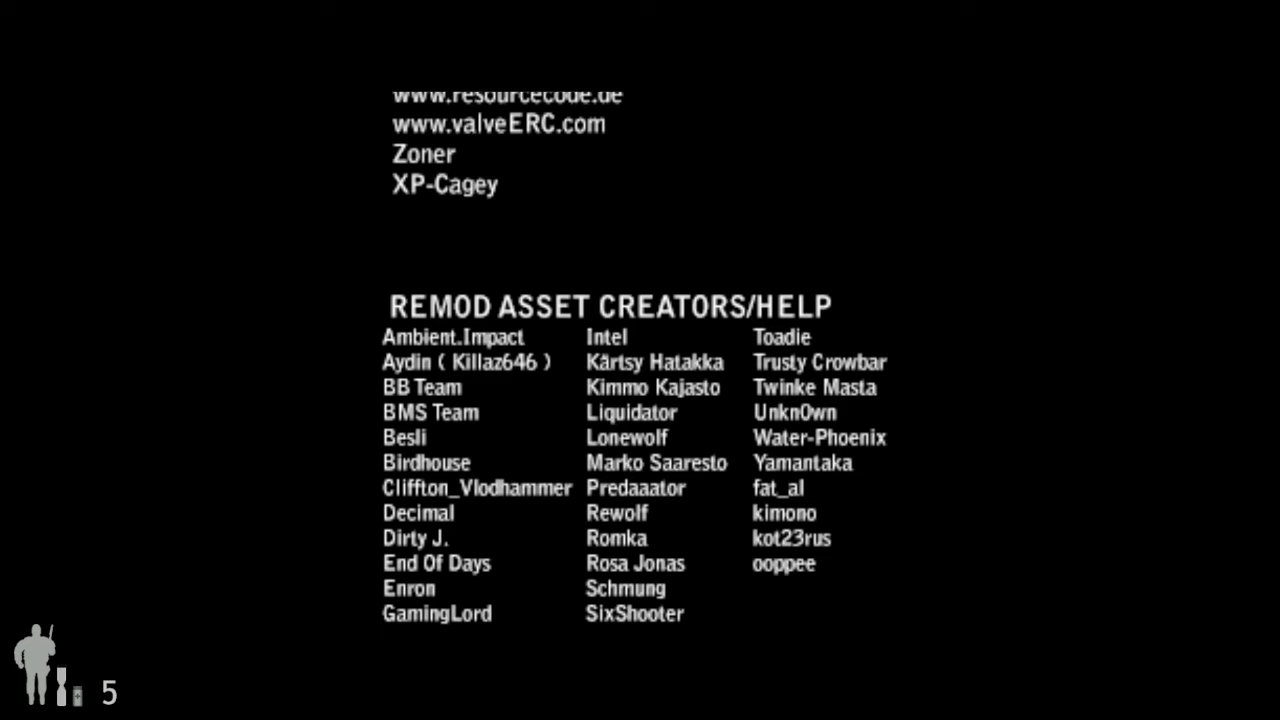 www.resourcecode.de
www.valveERC.com
Zoner
XP-Cagey
REMOD ASSET CREATORS/HELP
Ambient.Impact Intel Toadie
Aydin ( Killaz646 ) Kärtsy Hatakka Trusty Crowbar
BB Team Kimmo Kajasto Twinke Masta
BMS Team Liquidator Unkn0wn
Besli Lonewolf Water-Phoenix
Birdhouse Marko Saaresto Yamantaka
Cliffton_Vlodhammer Predaaator fat_al
Decimal Rewolf kimono
Dirty J. Romka kot23rus
End Of Days Rosa Jonas ooppee
Enron Schmung
GamingLord SixShooter
5